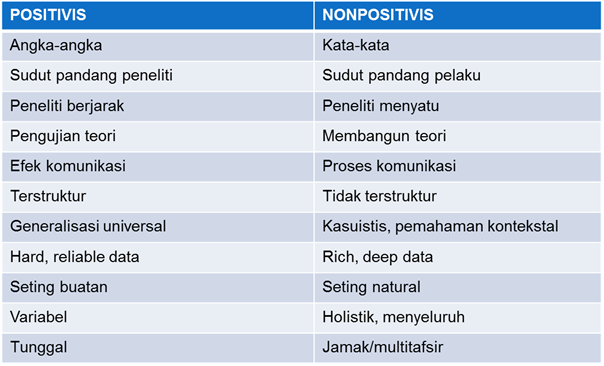 POSITIVIS NONPOSITIVIS
Angka-angka Kata-kata
Sudut pandang peneliti Sudut pandang pelaku
Peneliti berjarak Peneliti menyatu
Pengujian teori Membangun teori
Efek komunikasi Proses komunikasi
Terstruktur Tidak terstruktur
Generalisasi universal Kasuistis, pemahaman kontekstal
Hard, reliable data Rich, deep data
Seting buatan Seting natural
Variabel Holistik, menyeluruh
Tunggal Jamak/multitafsir